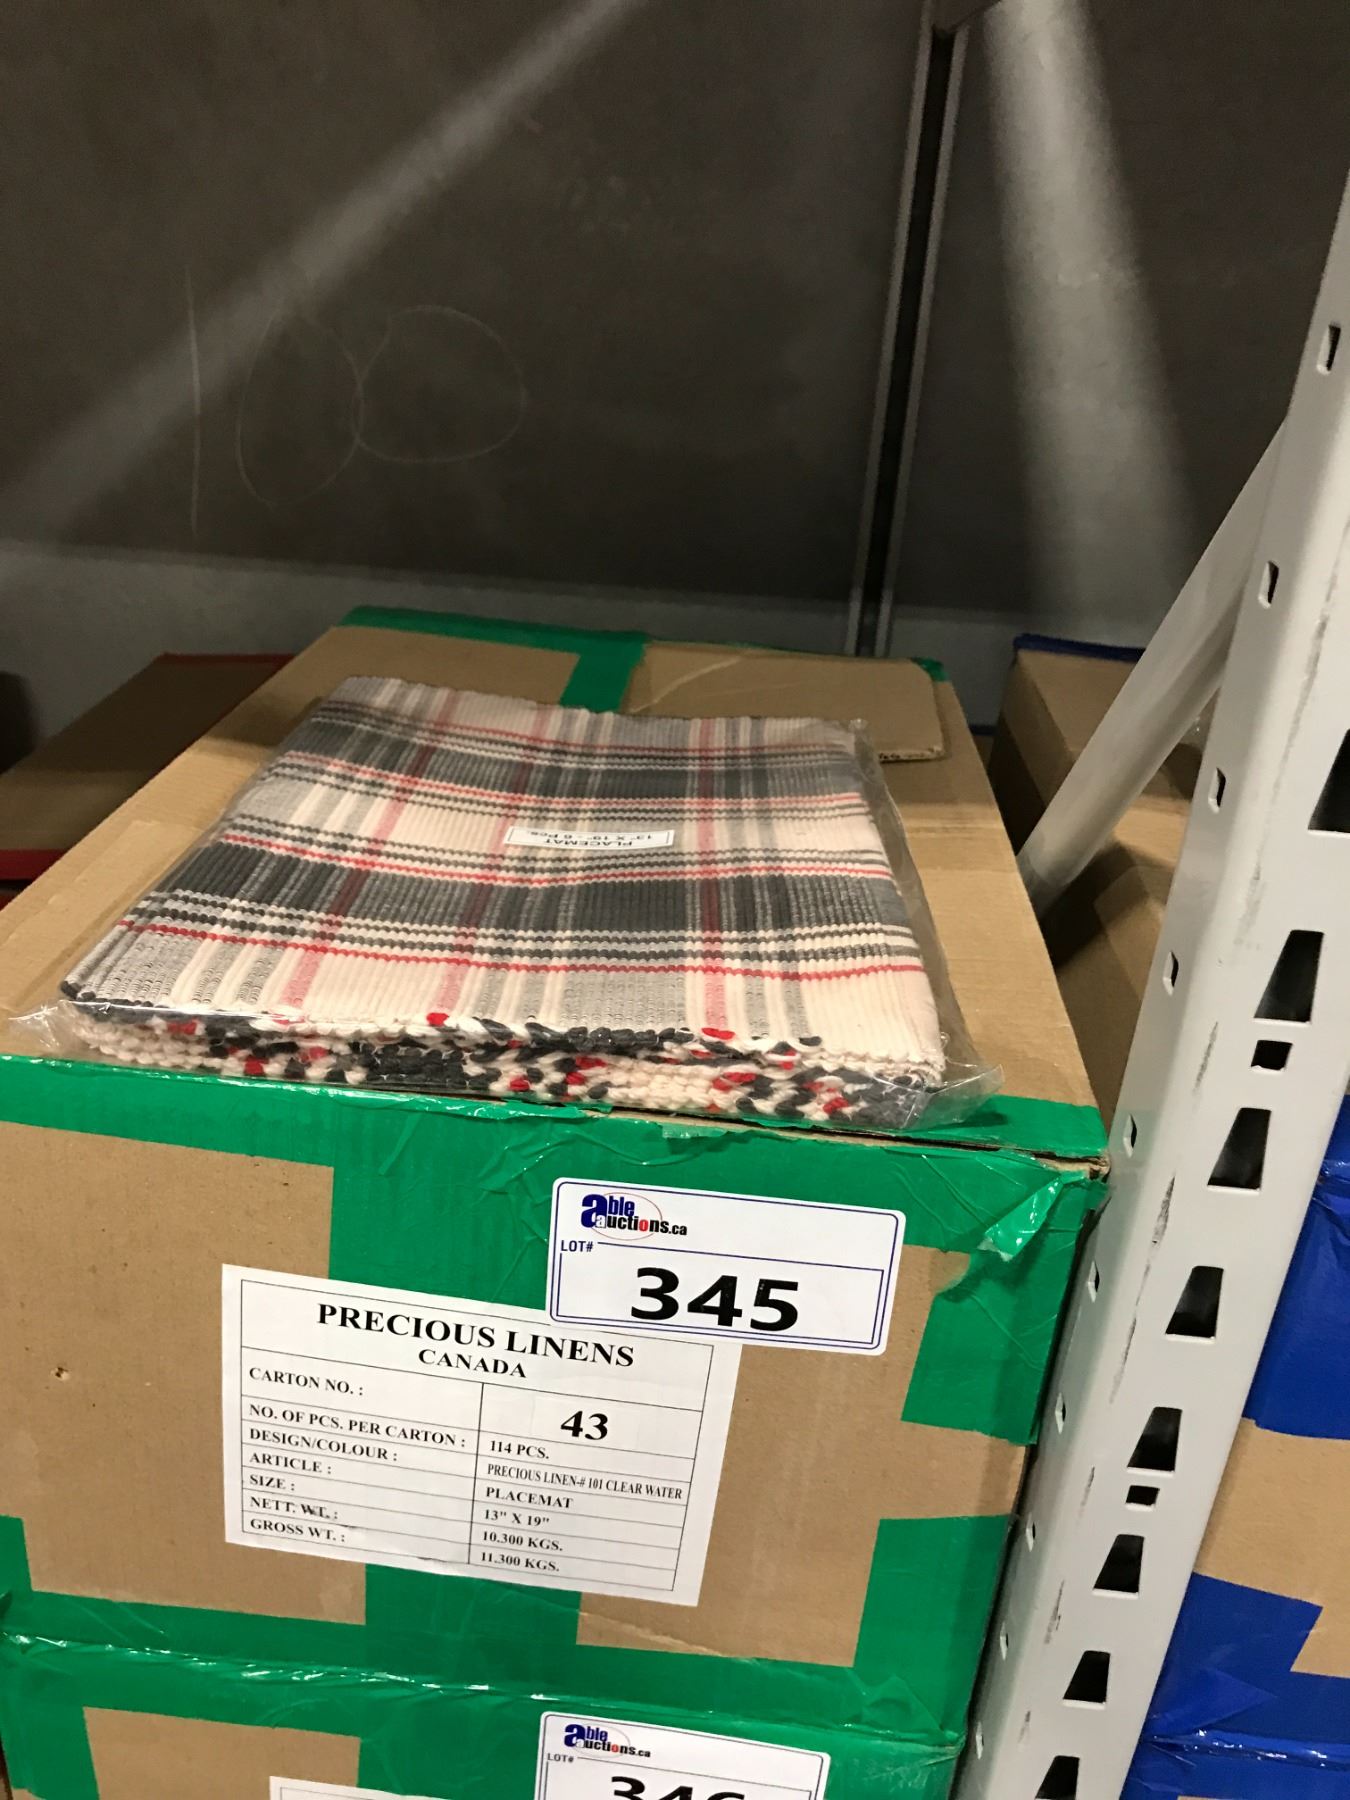 PLACEMAT
13" X 19" - 6 Pcs.
able
auctions.ca
LOT#
345
PRECIOUS LINENS
CANADA
CARTON NO. : 43
NO. OF PCS. PER CARTON : 114 PCS.
DESIGN/COLOUR : PRECIOUS LINEN-# 101 CLEAR WATER
ARTICLE : PLACEMAT
SIZE : 13" X 19"
NETT. WT. : 10.300 KGS.
GROSS WT. : 11.300 KGS.
able
auctions.ca
LOT#
346